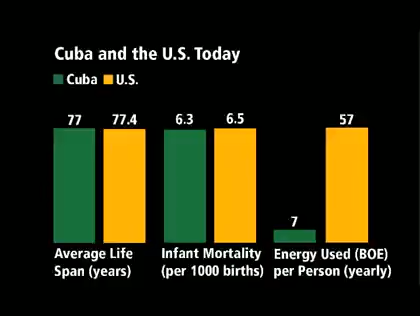 Cuba and the U.S. Today
Cuba U.S.
77 77.4 6.3 6.5 7 57
Average Life
Span (years)
Infant Mortality
(per 1000 births)
Energy Used (BOE)
per Person (yearly)